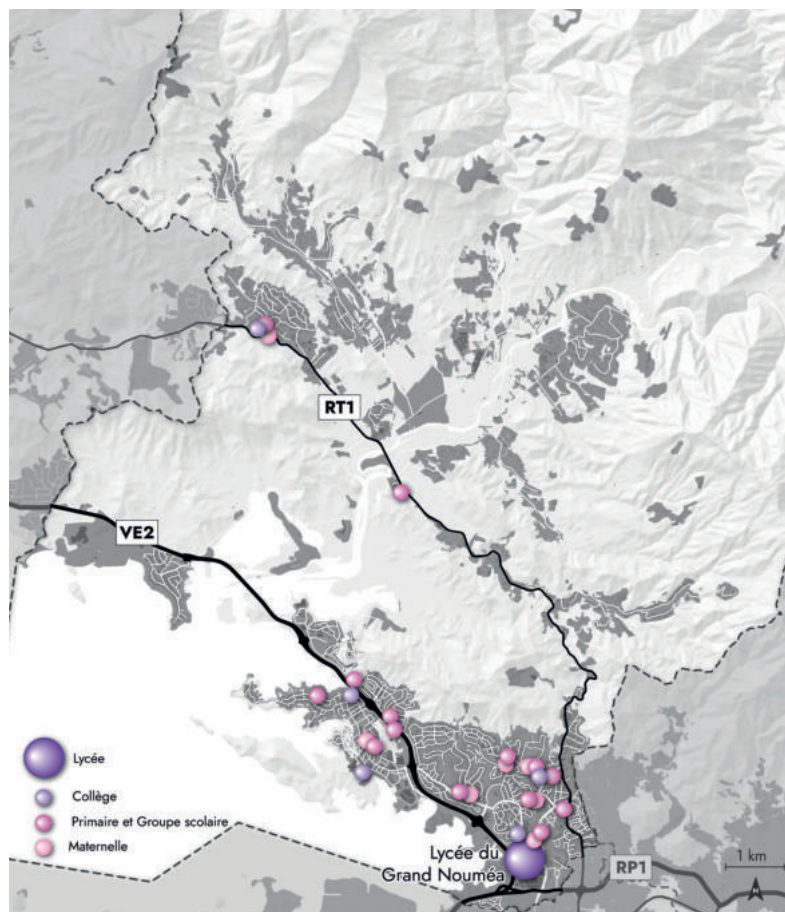 RT1
VE2
Lycée
Collège
Primaire et Groupe scolaire
Maternelle
Lycée du
Grand Nouméa
RP1
1 km